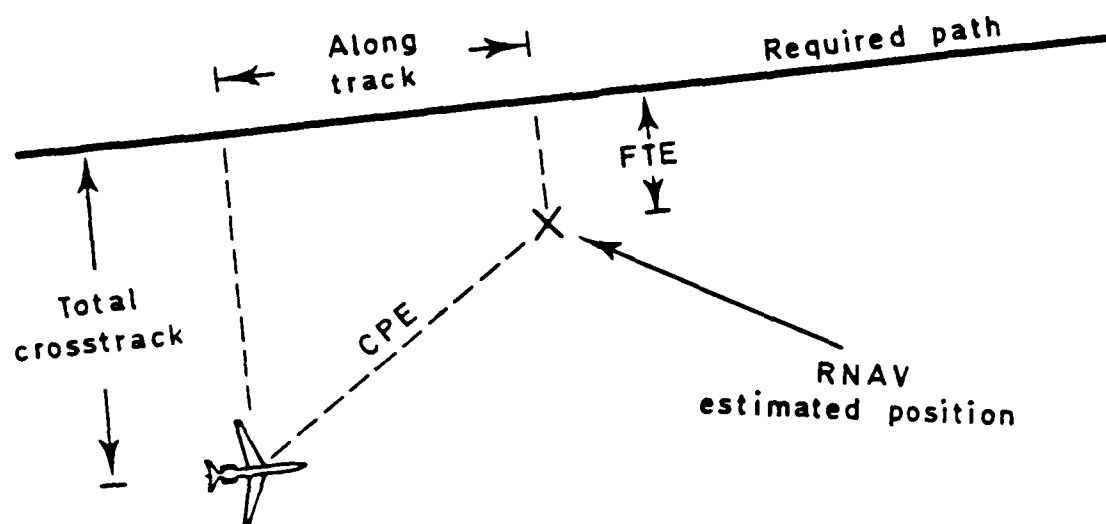 Along
track
Required path
FTE
Total
crosstrack
CPE
RNAV
estimated position